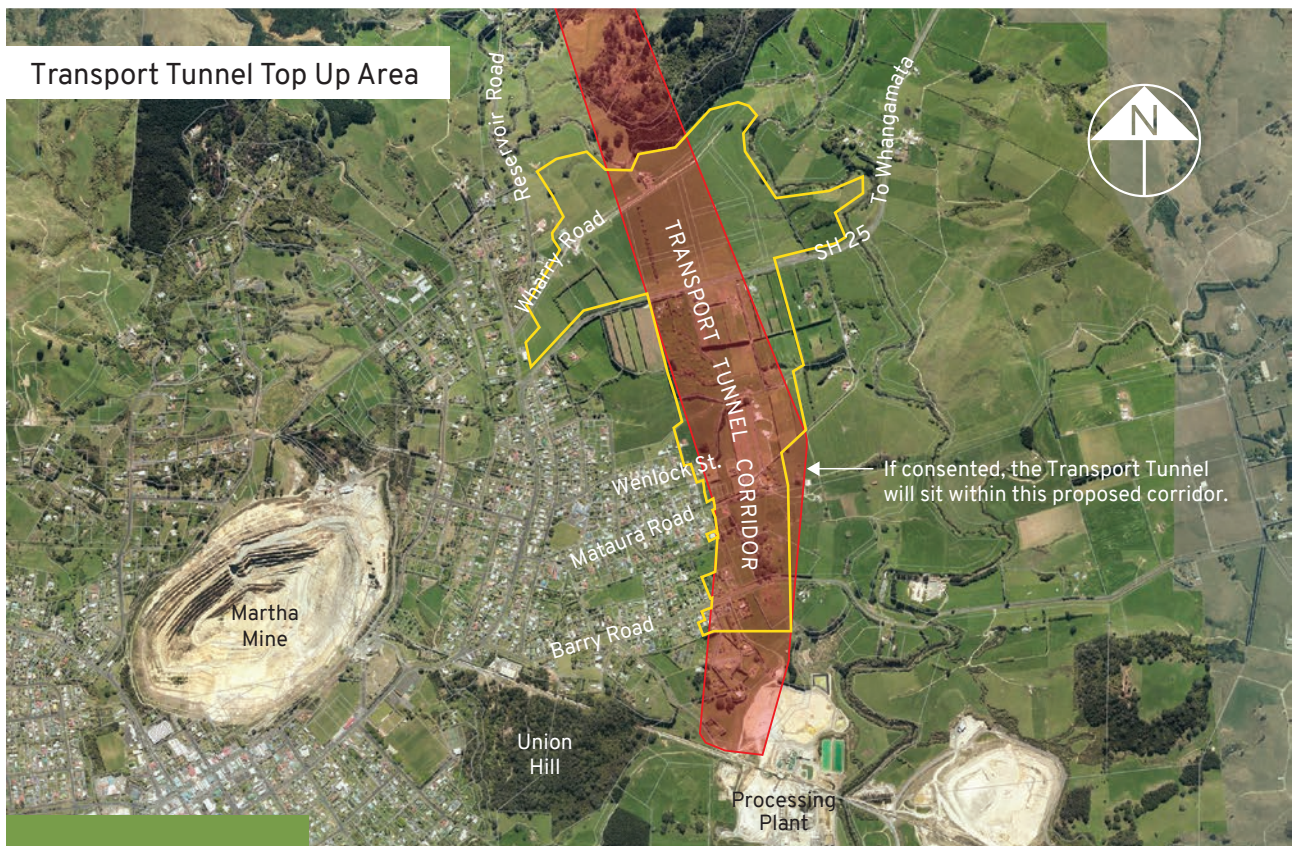 Transport Tunnel Top Up Area
Reservoir Road
To Whangamata
N
Wharry Road
SH 25
TRANSPORT TUNNEL CORRIDOR
Wenlock St.
If consented, the Transport Tunnel
will sit within this proposed corridor.
Mataura Road
Martha
Mine
Barry Road
Union
Hill
Processing
Plant